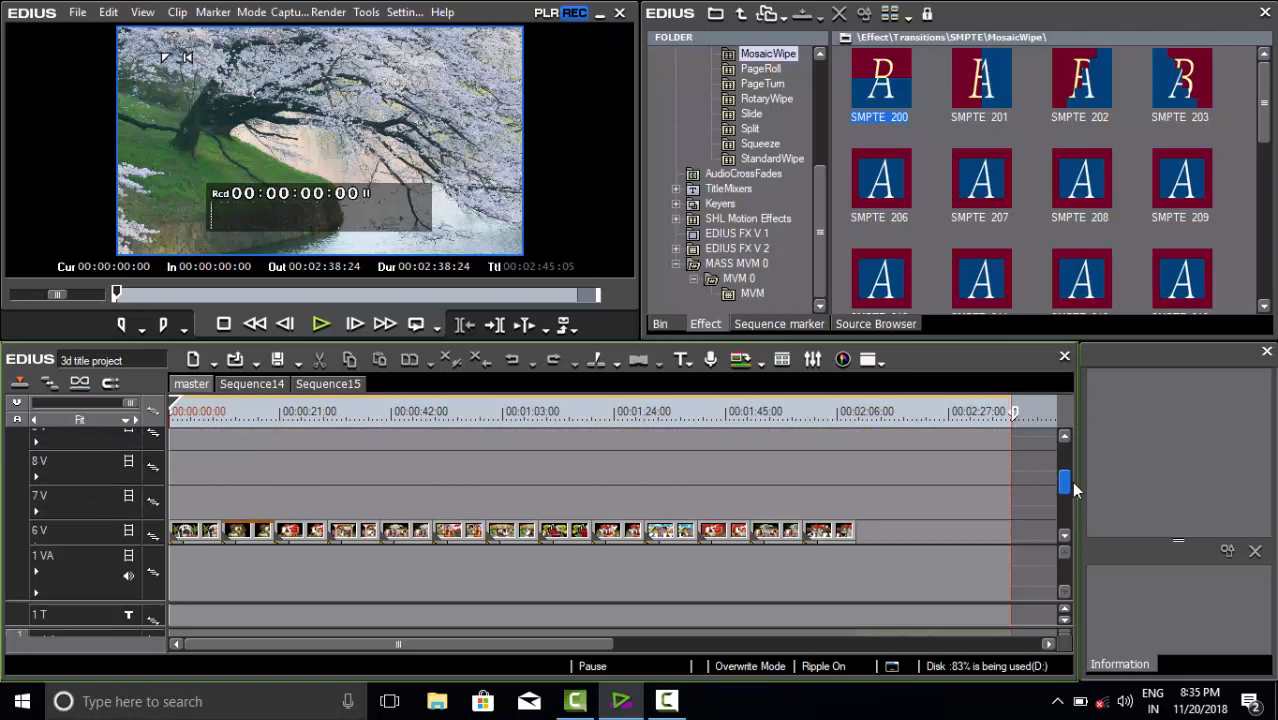 EDIUS File Edit View Clip Marker Mode Captu... Render Tools Settin... Help PLR REC
Rcd 00:00:00:00
Cur 00:00:00:00 In 00:00:00:00 Out 00:02:38:24 Dur 00:02:38:24 Ttl 00:02:45:05
EDIUS
FOLDER
\Effect\Transitions\SMPTE\MosaicWipe\
MosaicWipe
PageRoll
PageTurn
RotaryWipe
Slide
Split
Squeeze
StandardWipe
AudioCrossFades
TitleMixers
Keyers
SHL Motion Effects
EDIUS FX V 1
EDIUS FX V 2
MASS MVM 0
MVM 0
MVM
SMPTE 200 SMPTE 201 SMPTE 202 SMPTE 203
SMPTE 206 SMPTE 207 SMPTE 208 SMPTE 209
Bin Effect Sequence marker Source Browser
EDIUS 3d title project
master Sequence14 Sequence15
Fit
00:00:00:00 00:00:21:00 00:00:42:00 00:01:03:00 00:01:24:00 00:01:45:00 00:02:06:00 00:02:27:00
8 V
7 V
6 V
1 VA
1 T
Pause Overwrite Mode Ripple On Disk :83% is being used(D:)
Information
Type here to search
ENG
IN
8:35 PM
11/20/2018
2